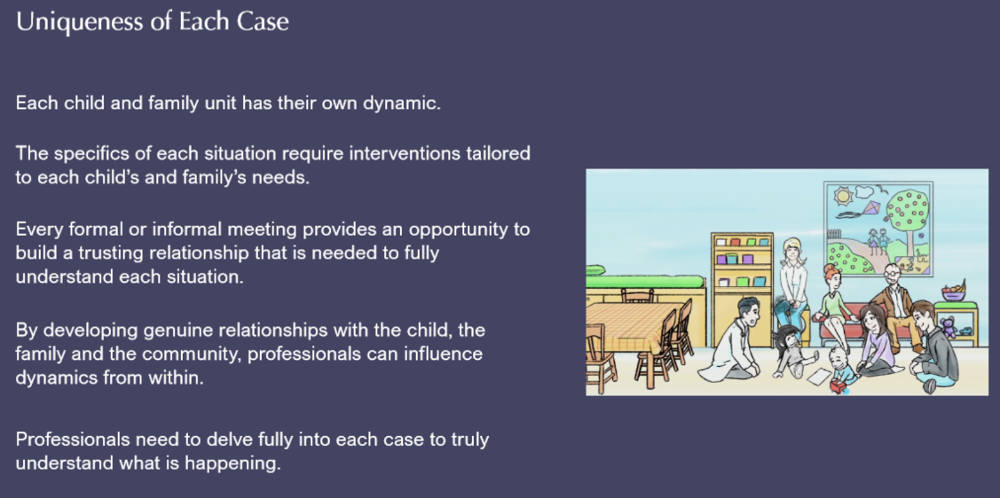 Uniqueness of Each Case
Each child and family unit has their own dynamic.
The specifics of each situation require interventions tailored
to each child’s and family’s needs.
Every formal or informal meeting provides an opportunity to
build a trusting relationship that is needed to fully
understand each situation.
By developing genuine relationships with the child, the
family and the community, professionals can influence
dynamics from within.
Professionals need to delve fully into each case to truly
understand what is happening.